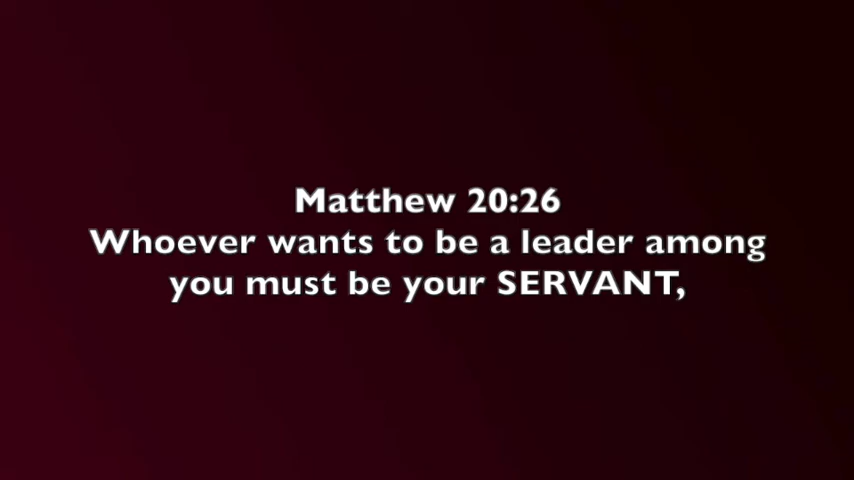 Matthew 20:26
Whoever wants to be a leader among
you must be your SERVANT,